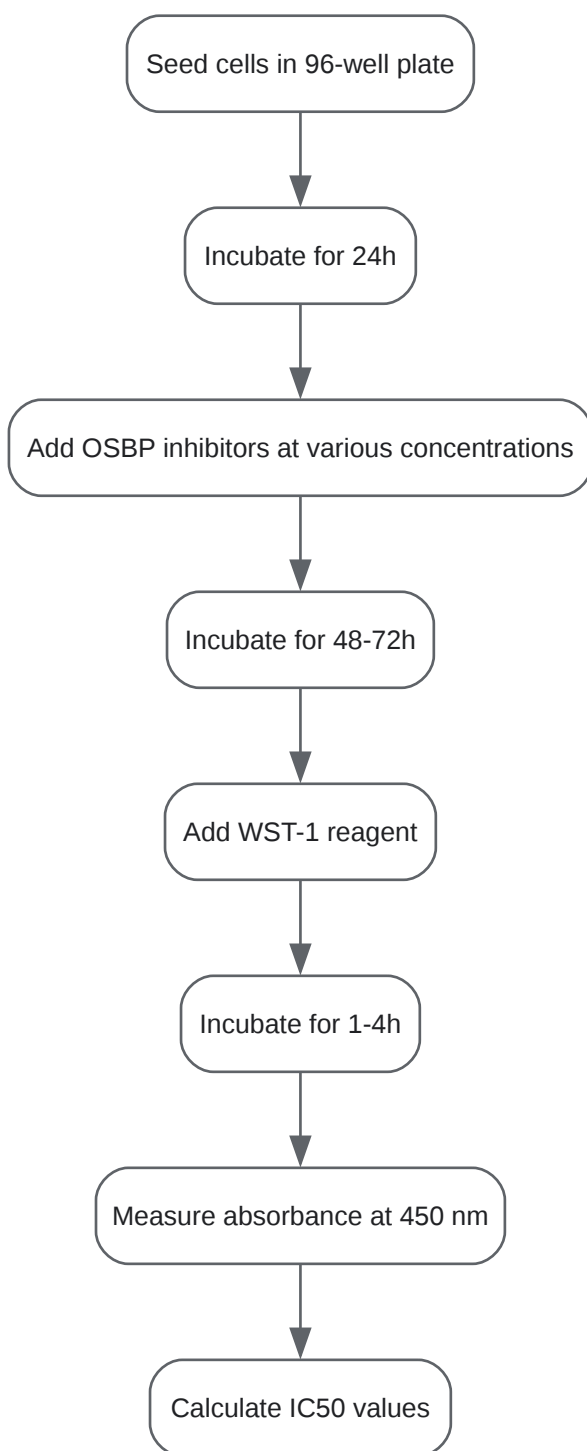 Seed cells in 96-well plate
Incubate for 24h
Add OSBP inhibitors at various concentrations
Incubate for 48-72h
Add WST-1 reagent
Incubate for 1-4h
Measure absorbance at 450 nm
Calculate IC50 values